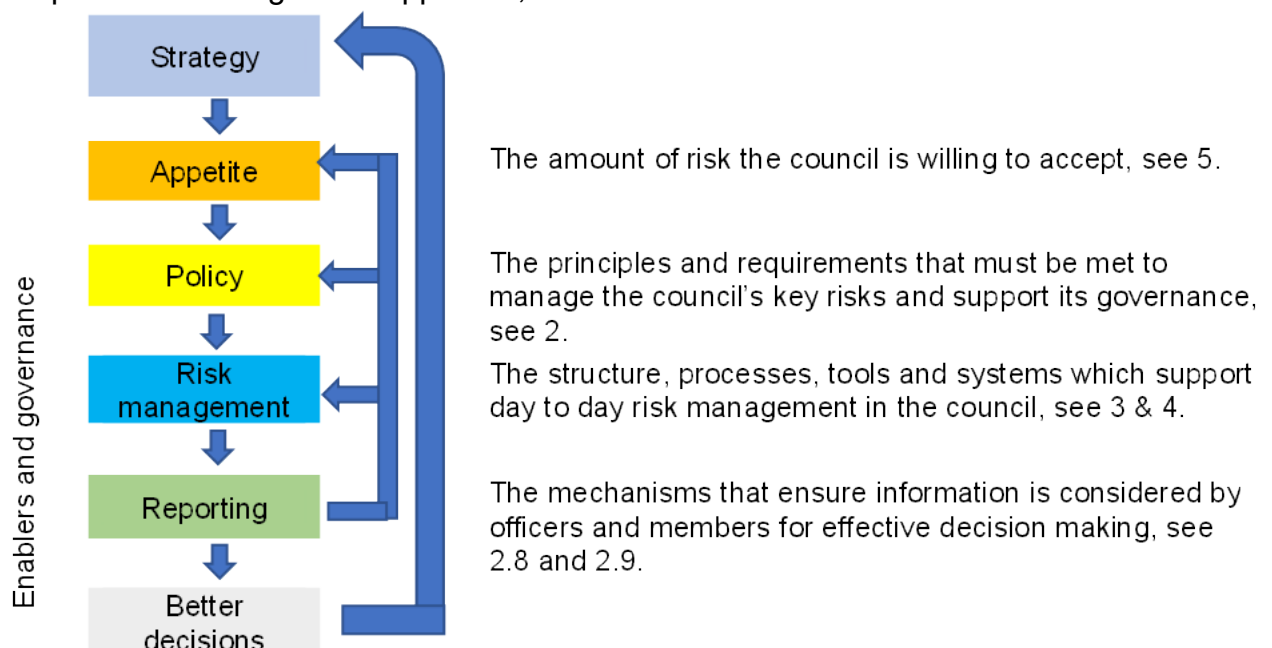 Strategy
Appetite
The amount of risk the council is willing to accept, see 5.
Policy
The principles and requirements that must be met to
manage the council's key risks and support its governance,
see 2.
Risk
management
The structure, processes, tools and systems which support
day to day risk management in the council, see 3 & 4.
Reporting
The mechanisms that ensure information is considered by
officers and members for effective decision making, see
2.8 and 2.9.
Better
decisions
Enablers and governance